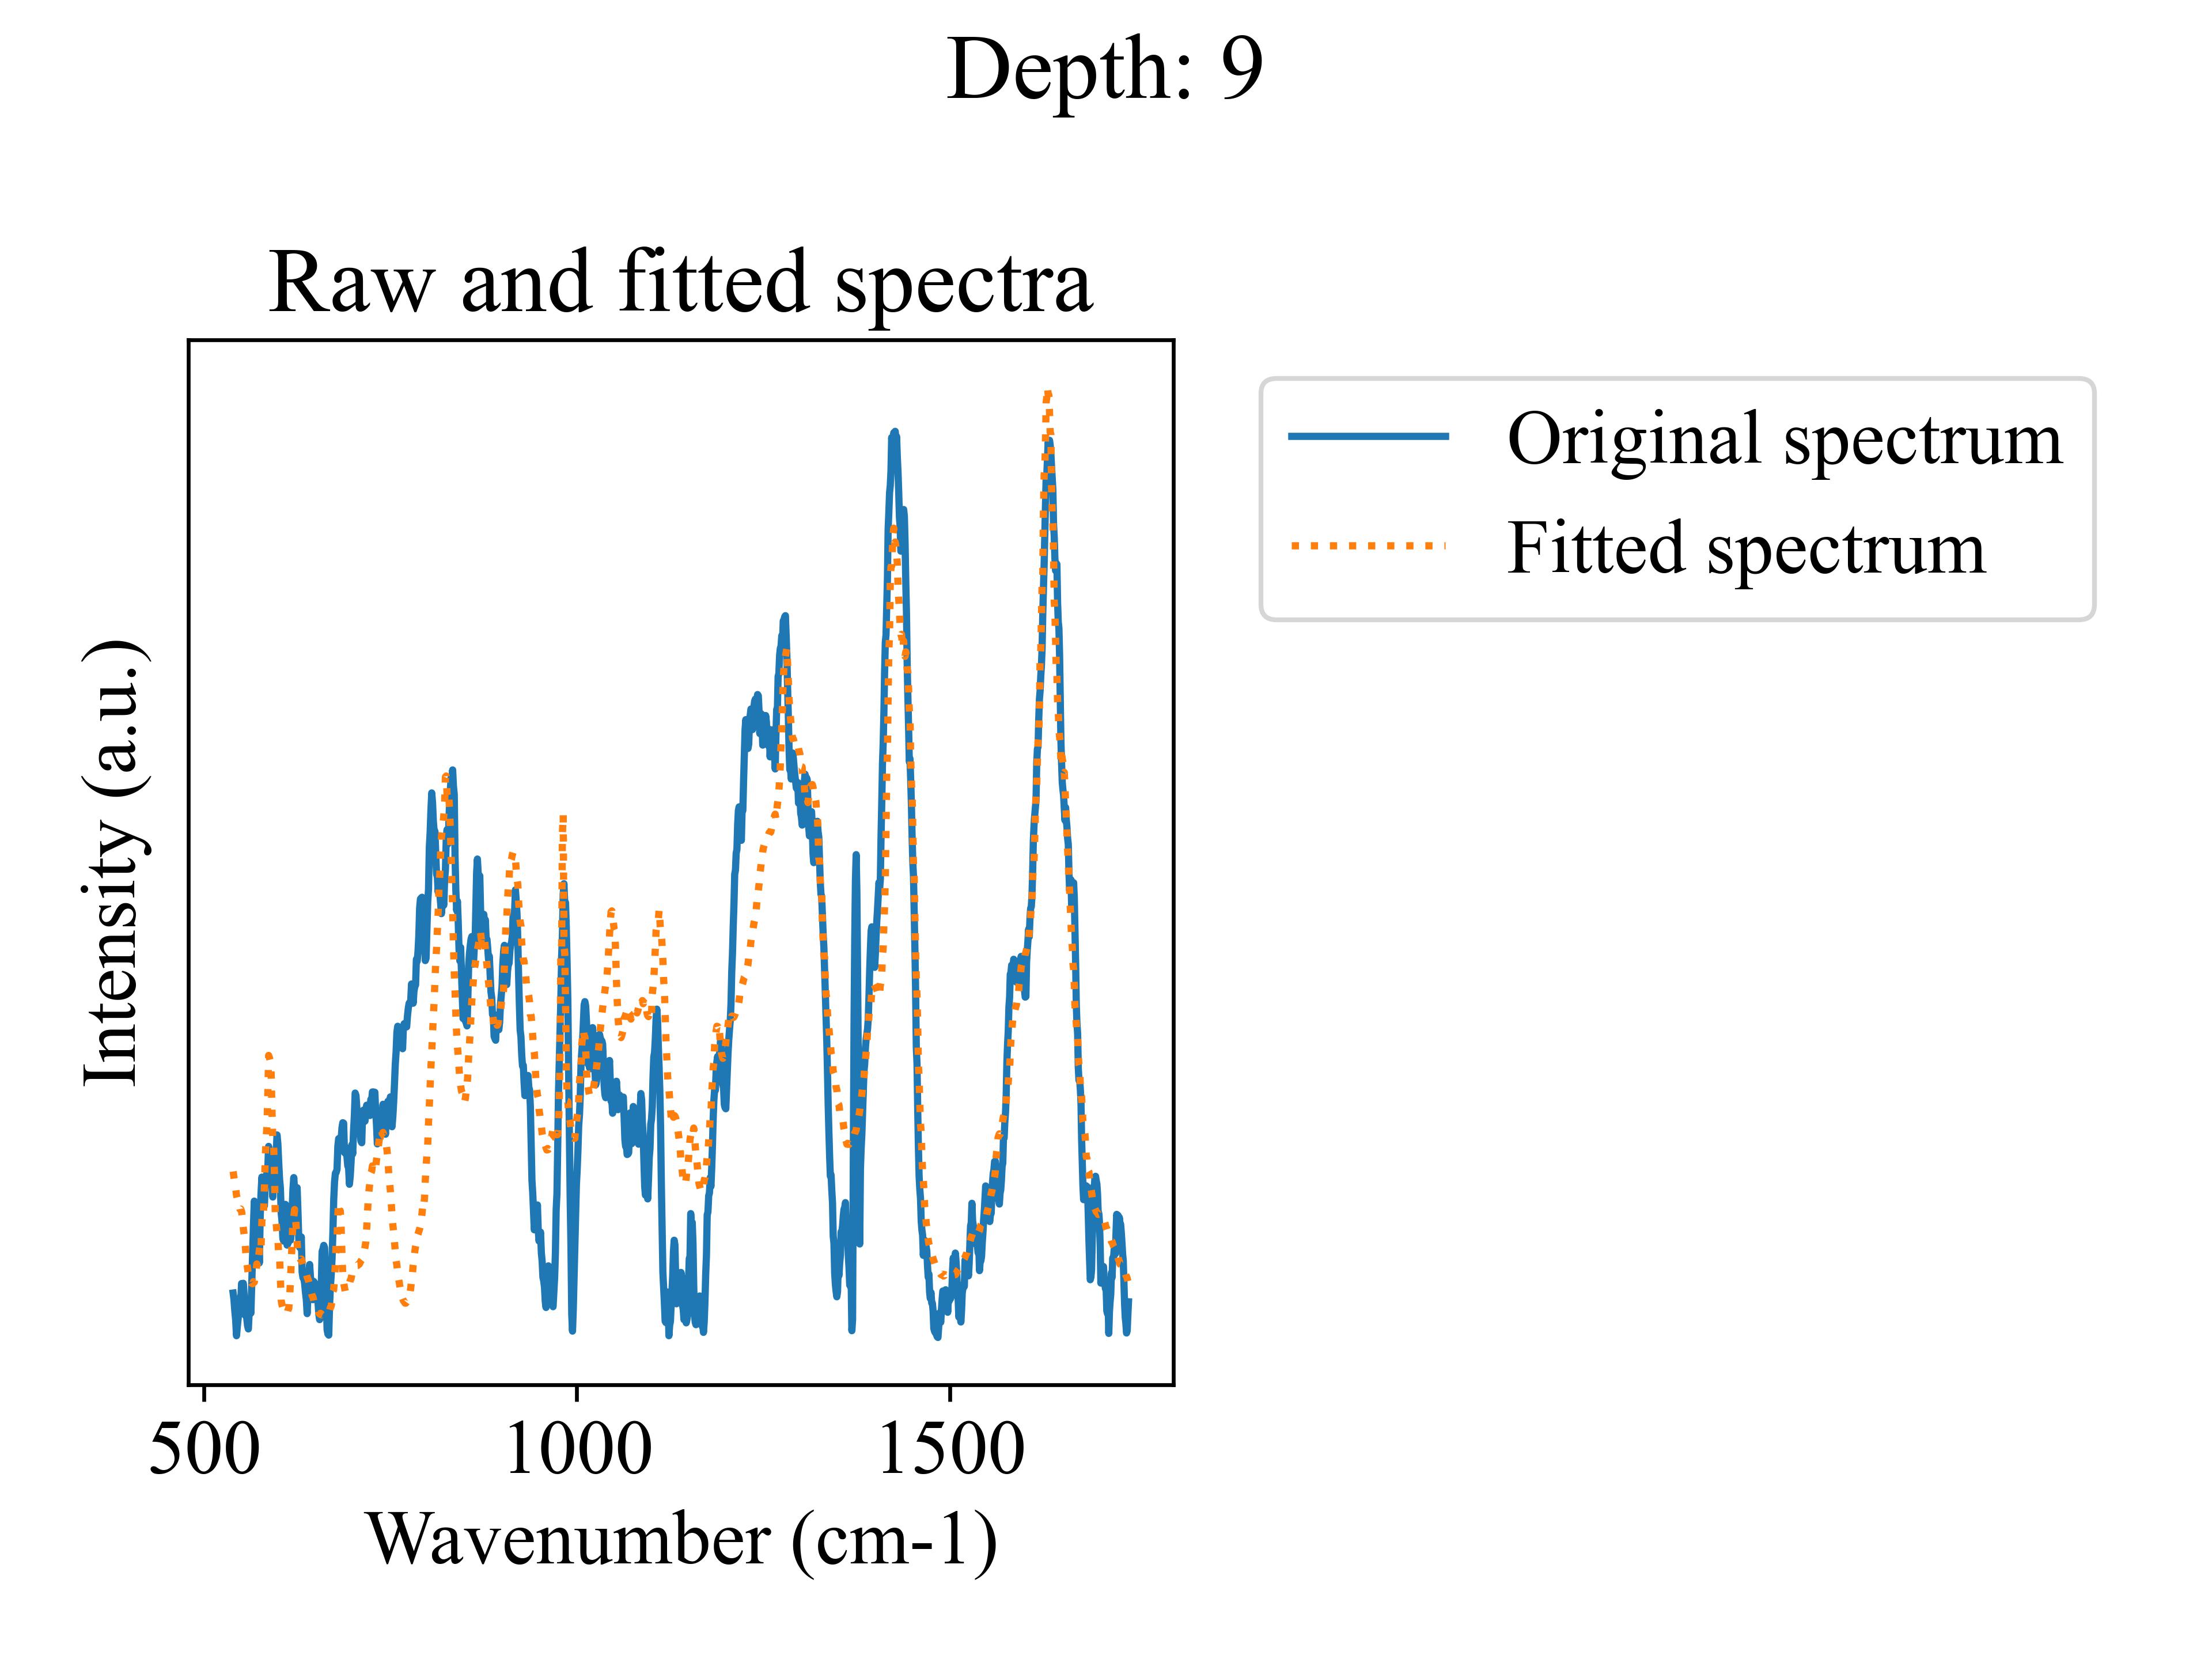 Depth: 9
Raw and fitted spectra
Original spectrum
Fitted spectrum
Intensity (a.u.)
500 1000 1500
Wavenumber (cm-1)